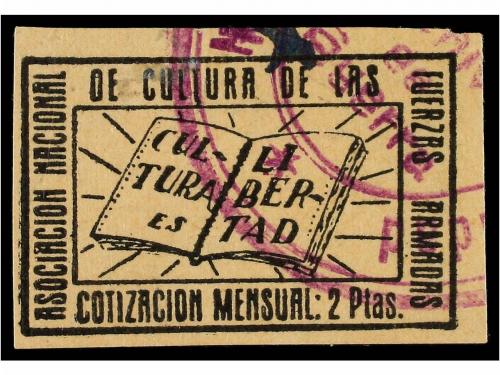 ASOCIACION NACIONAL
DE CULTURA DE LAS
FUERZAS ARMADAS
CUL-
TURA
ES
LI
BER-
TAD
COTIZACION MENSUAL: 2 Ptas.